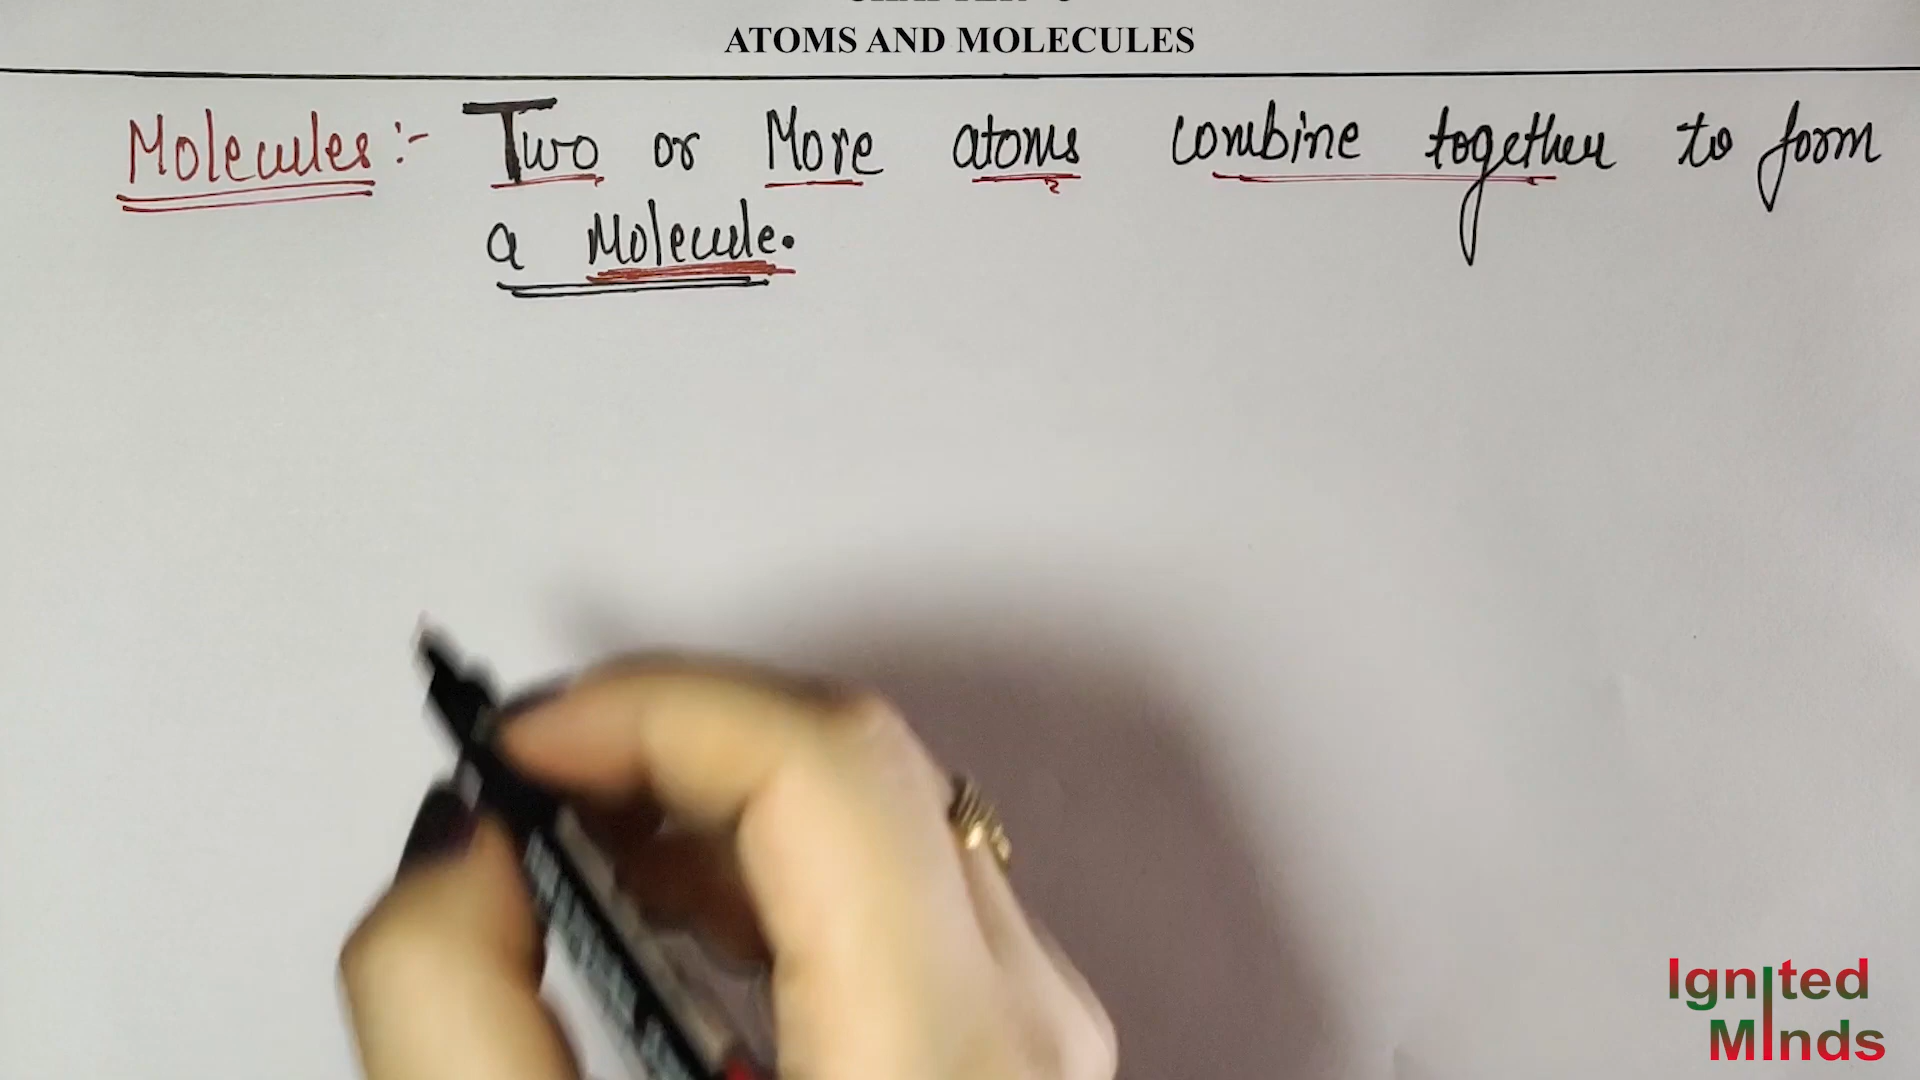 ATOMS AND MOLECULES
Molecules:- Two or More atoms combine together to form
a Molecule.
Ignited
Minds